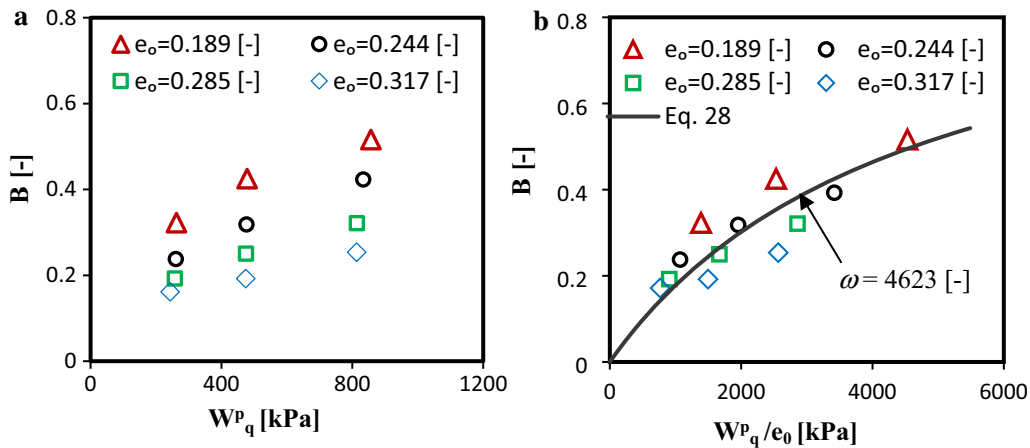 a
0.8
0.6
0.4
0.2
0
B [-]
eₒ=0.189 [-]
eₒ=0.244 [-]
eₒ=0.285 [-]
eₒ=0.317 [-]
0
400
800
1200
Wᵖq [kPa]
b
0.8
0.6
0.4
0.2
0
B [-]
eₒ=0.189 [-]
eₒ=0.244 [-]
eₒ=0.285 [-]
eₒ=0.317 [-]
Eq. 28
ω = 4623 [-]
0
2000
4000
6000
Wᵖq /e₀ [kPa]